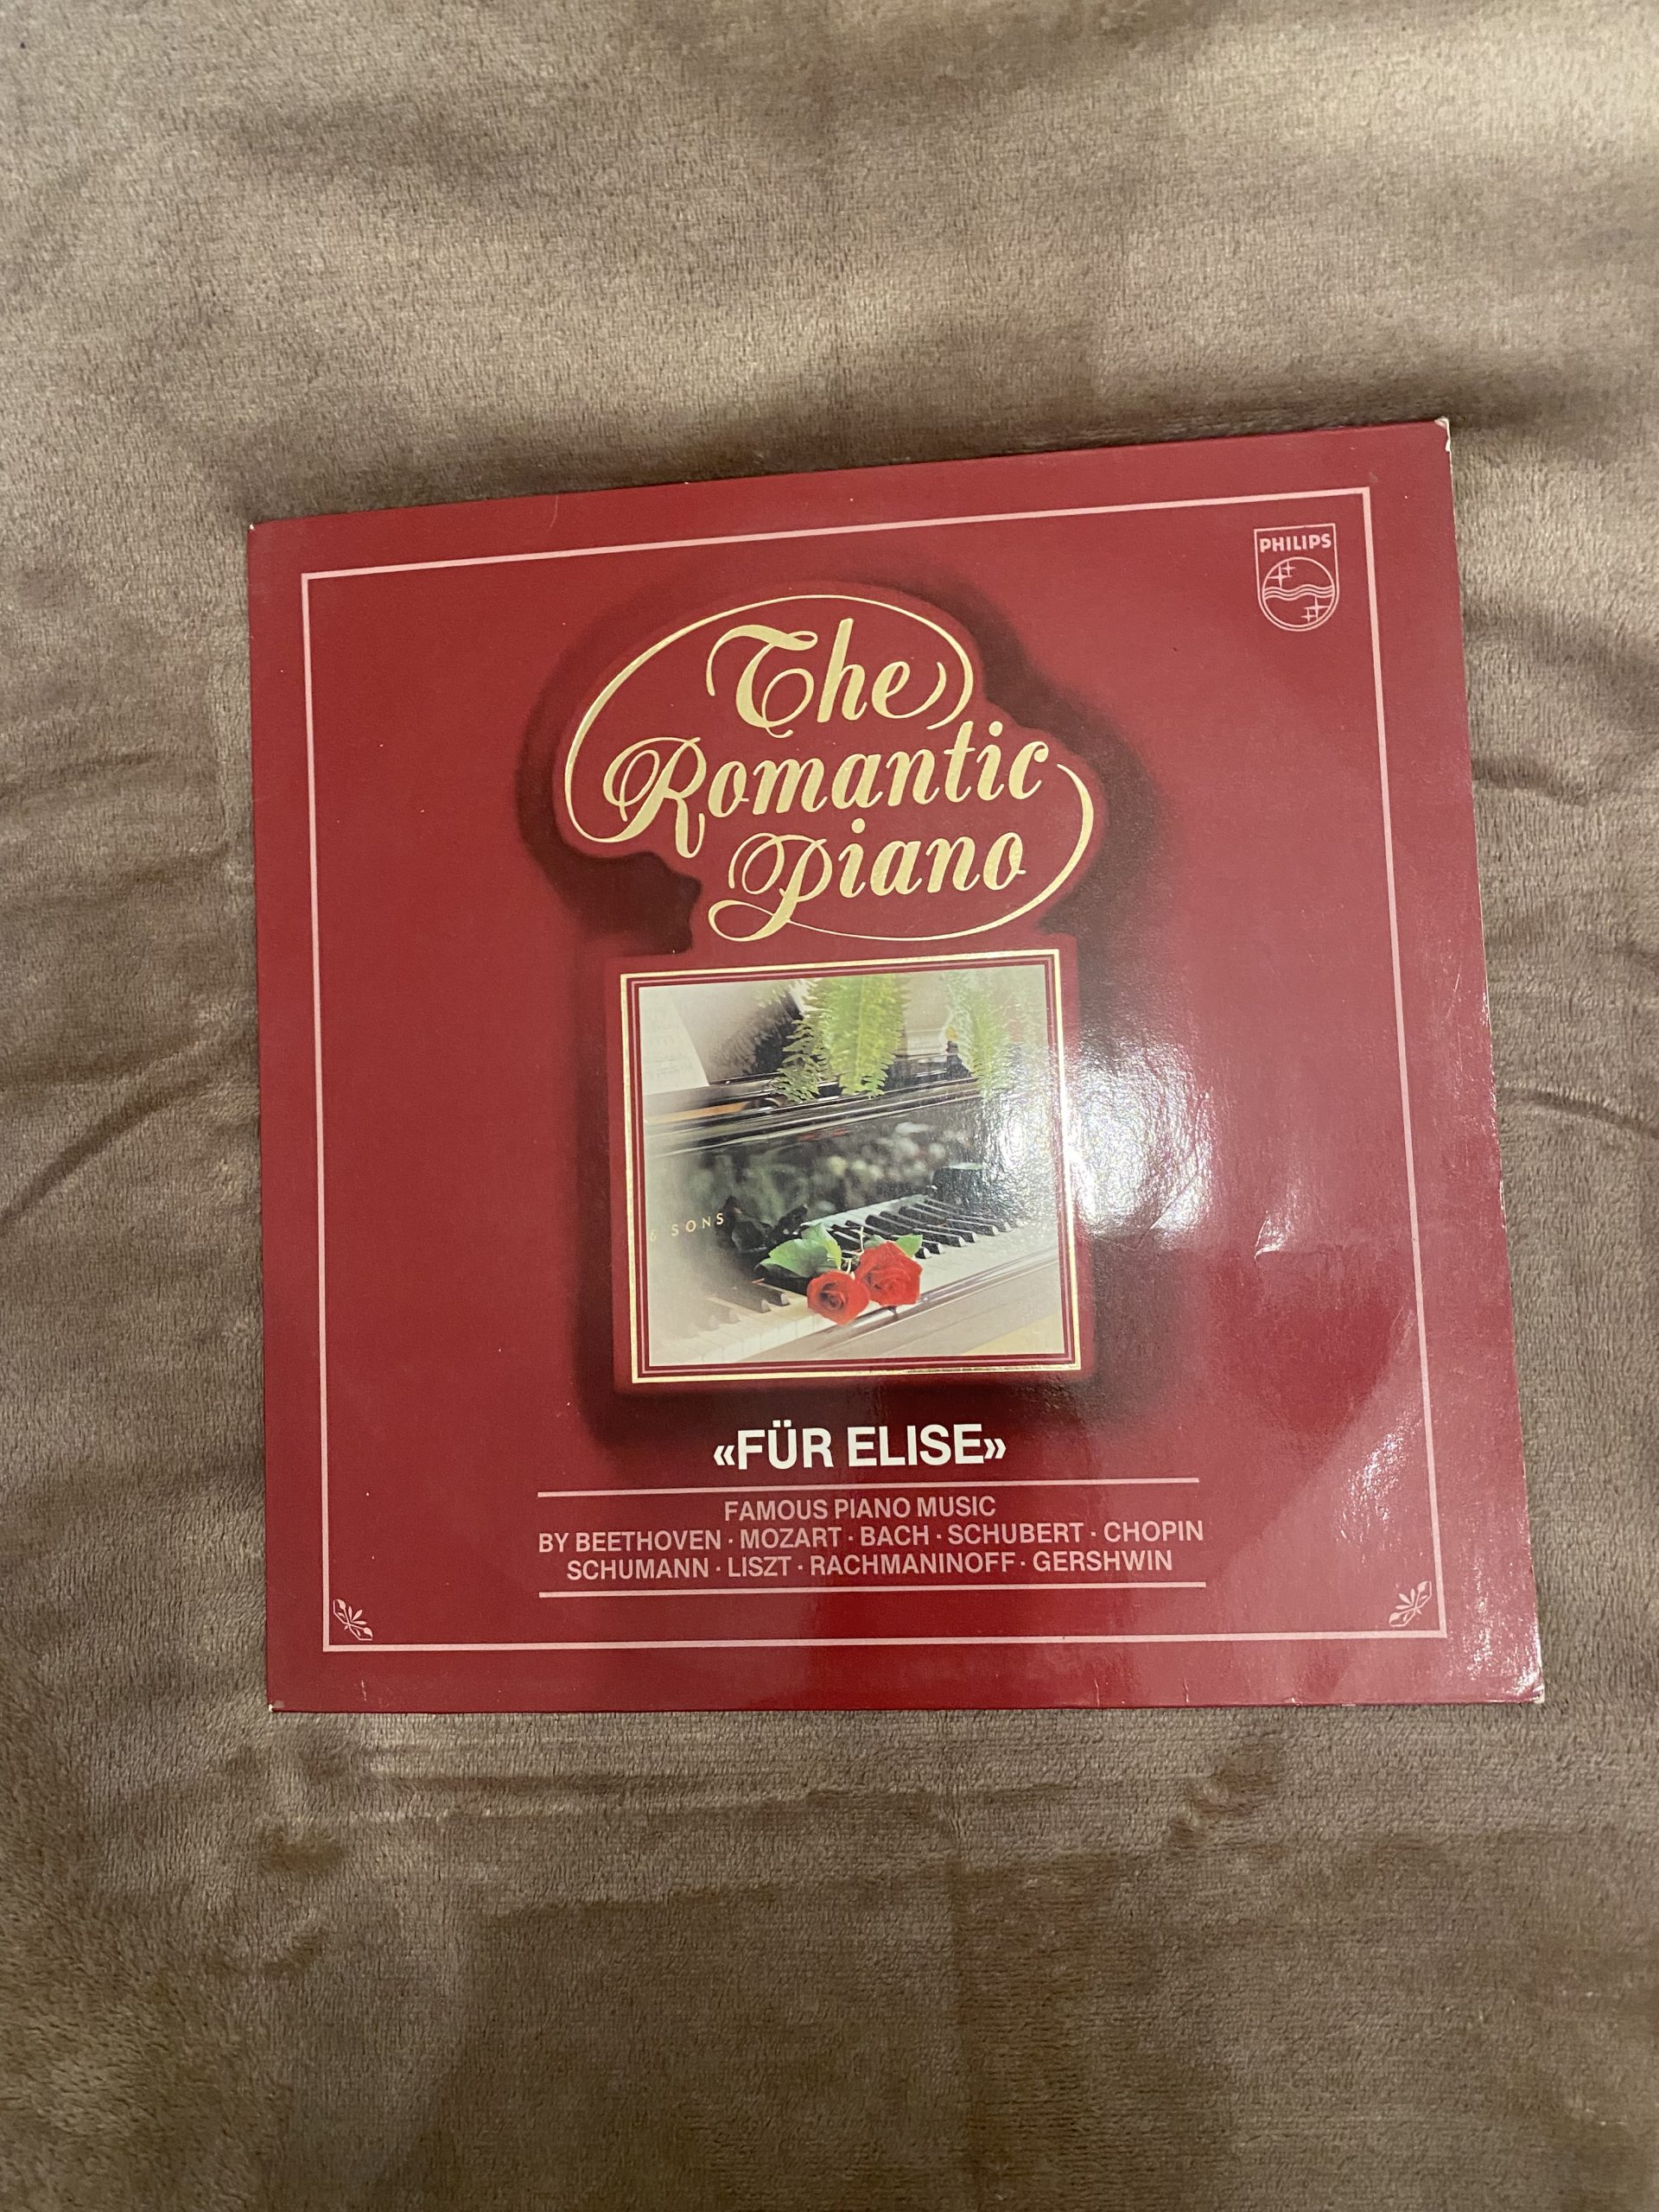 PHILIPS
The
Romantic
Piano
& SONS
«FÜR ELISE»
FAMOUS PIANO MUSIC
BY BEETHOVEN · MOZART · BACH · SCHUBERT · CHOPIN
SCHUMANN · LISZT · RACHMANINOFF · GERSHWIN